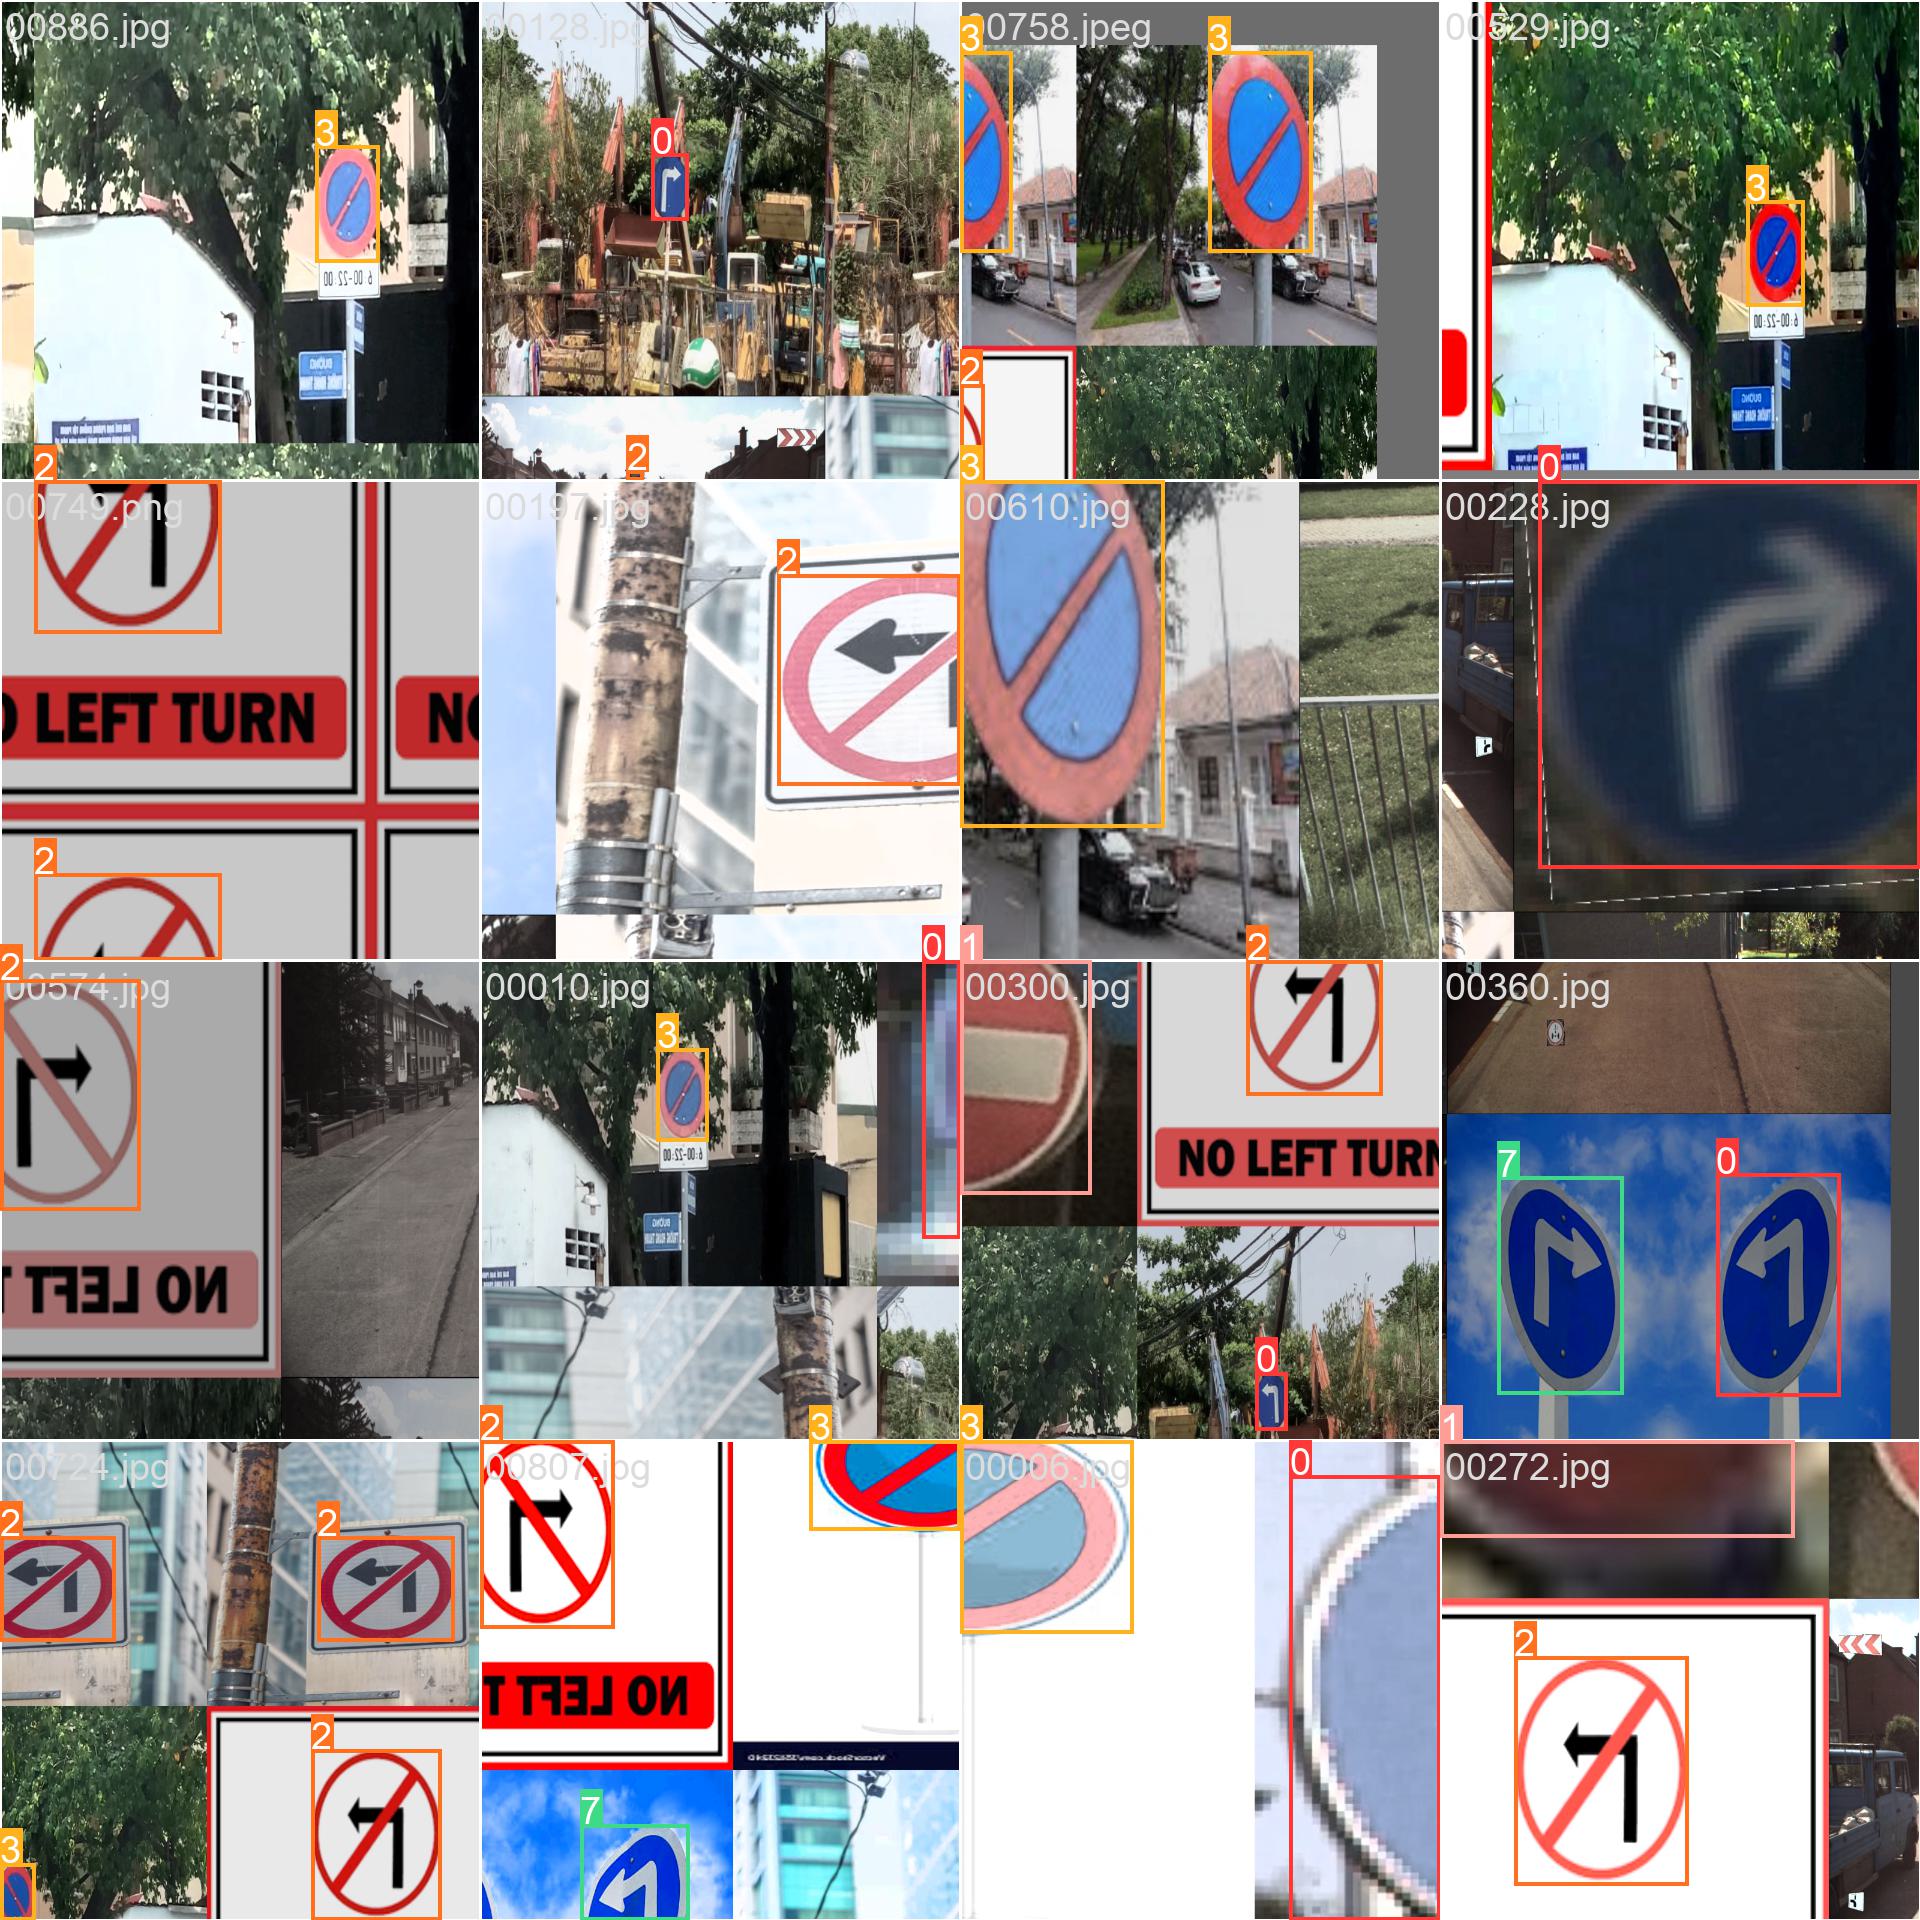 00886.jpg
3
6:00-22:00
ĐƯỜNG
2
00128.jpg
0
2
00758.jpeg
3
3
2
3
00529.jpg
3
6:00-22:00
ĐƯỜNG
0
00749.png
O LEFT TURN
NO
2
00197.jpg
2
00610.jpg
2
00228.jpg
2
00574.jpg
NO LEFT T
00010.jpg
3
6:00-22:00
ĐƯỜNG
0
2
3
1
00300.jpg
NO LEFT TURN
0
3
00360.jpg
7
0
1
00724.jpg
2
2
2
3
00807.jpg
NO LEFT T
7
00006.jpg
0
00272.jpg
2